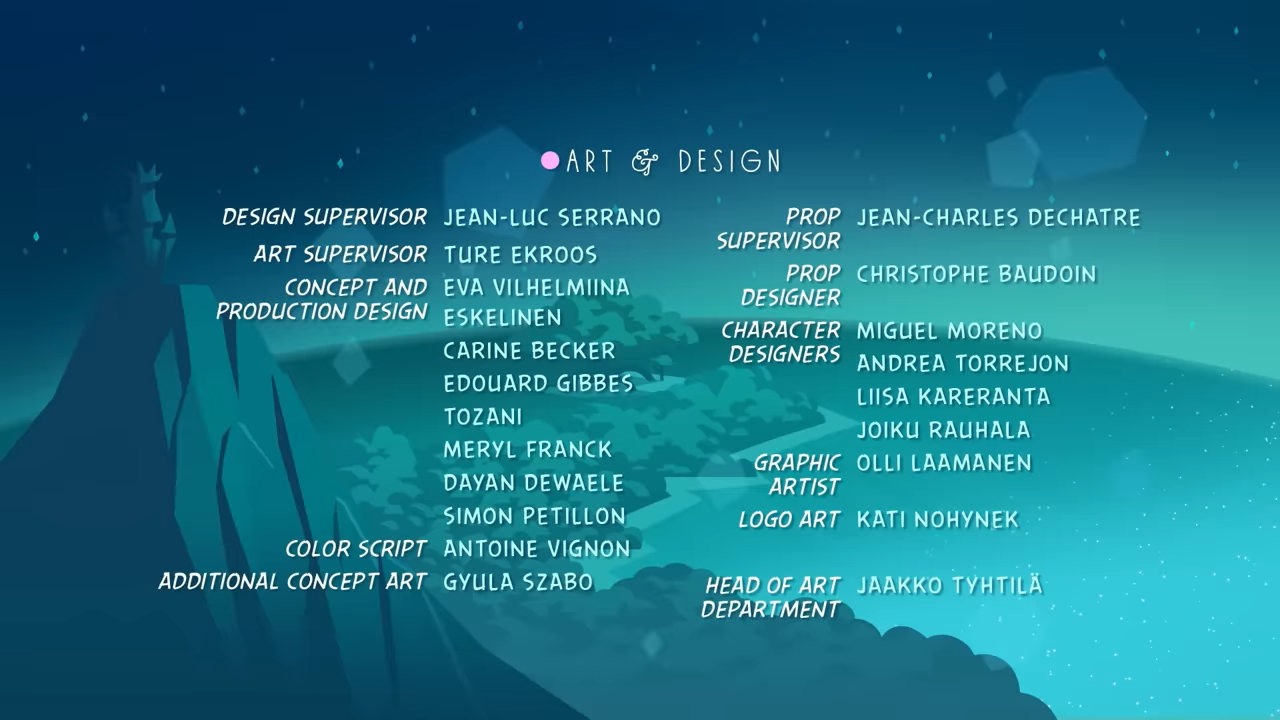 ART & DESIGN
DESIGN SUPERVISOR JEAN-LUC SERRANO
ART SUPERVISOR TURE EKROOS
CONCEPT AND PRODUCTION DESIGN EVA VILHELMIINA
ESKELINEN
CARINE BECKER
EDOUARD GIBBES
TOZANI
MERYL FRANCK
DAYAN DEWAELE
SIMON PETILLON
COLOR SCRIPT ANTOINE VIGNON
ADDITIONAL CONCEPT ART GYULA SZABO
PROP SUPERVISOR JEAN-CHARLES DECHATRE
PROP DESIGNER CHRISTOPHE BAUDOIN
CHARACTER DESIGNERS MIGUEL MORENO
ANDREA TORREJON
LIISA KARERANTA
JOIKU RAUHALA
GRAPHIC ARTIST OLLI LAAMANEN
LOGO ART KATI NOHYNEK
HEAD OF ART DEPARTMENT JAAKKO TYHTILÄ